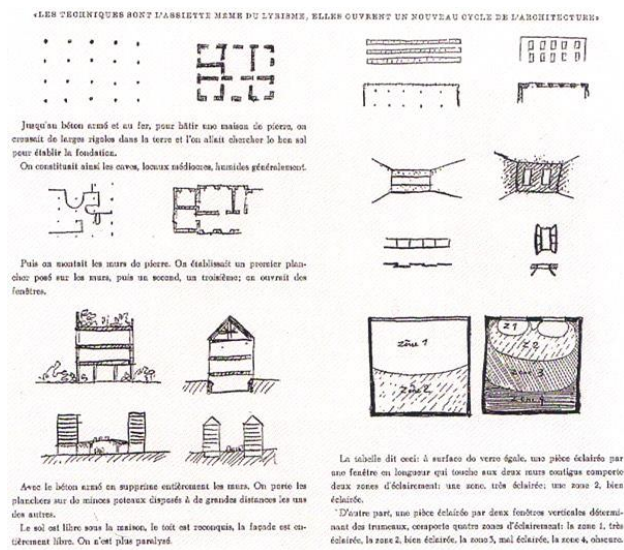 «LES TECHNIQUES SONT L'ASSIETTE MÊME DU LYRISME, ELLES OUVRENT UN NOUVEAU CYCLE DE L'ARCHITECTURE»
Jusqu'au béton armé et au fer, pour bâtir une maison de pierre, on
creusait de larges rigoles dans la terre et l'on allait chercher le bon sol
pour établir la fondation.
On constituait ainsi les caves, locaux médiocres, humides généralement.
Puis on montait les murs de pierre. On établissait un premier plan-
cher posé sur les murs, puis un second, un troisième; on ouvrait des
fenêtres.
Avec le béton armé on supprime entièrement les murs. On porte les
planchers sur de minces poteaux disposés à de grandes distances les uns
des autres.
Le sol est libre sous la maison, le toit est reconquis, la façade est en-
tièrement libre. On n'est plus paralysé.
zône 1
zône 2
Z1
Z2
zone 3
zone 4
La tabelle dit ceci: à surface de verre égale, une pièce éclairée par
une fenêtre en longueur qui touche aux deux murs contigus comporte
deux zones d'éclairement: une zone, très éclairée; une zone 2, bien
éclairée.
D'autre part, une pièce éclairée par deux fenêtres verticales détermi-
nant des trumeaux, comporte quatre zones d'éclairement: la zone 1, très
éclairée, la zone 2, bien éclairée, la zone 3, mal éclairée, la zone 4, obscure.